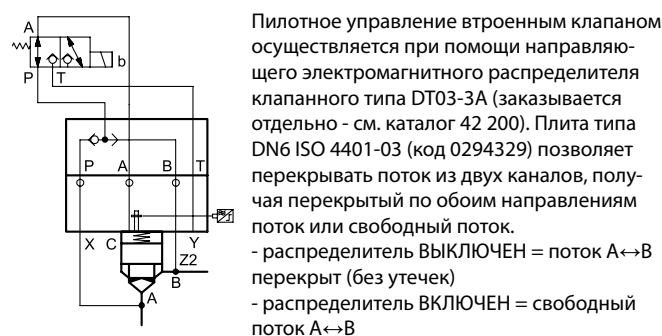 A
b
P T
P A B T
X C Y
Z2
B
A
Пилотное управление втроенным клапаном
осуществляется при помощи направляю-
щего электромагнитного распределителя
клапанного типа DT03-3A (заказывается
отдельно - см. каталог 42 200). Плита типа
DN6 ISO 4401-03 (код 0294329) позволяет
перекрывать поток из двух каналов, полу-
чая перекрытый по обоим направлениям
поток или свободный поток.
- распределитель ВЫКЛЮЧЕН = поток A↔B
перекрыт (без утечек)
- распределитель ВКЛЮЧЕН = свободный
поток A↔B